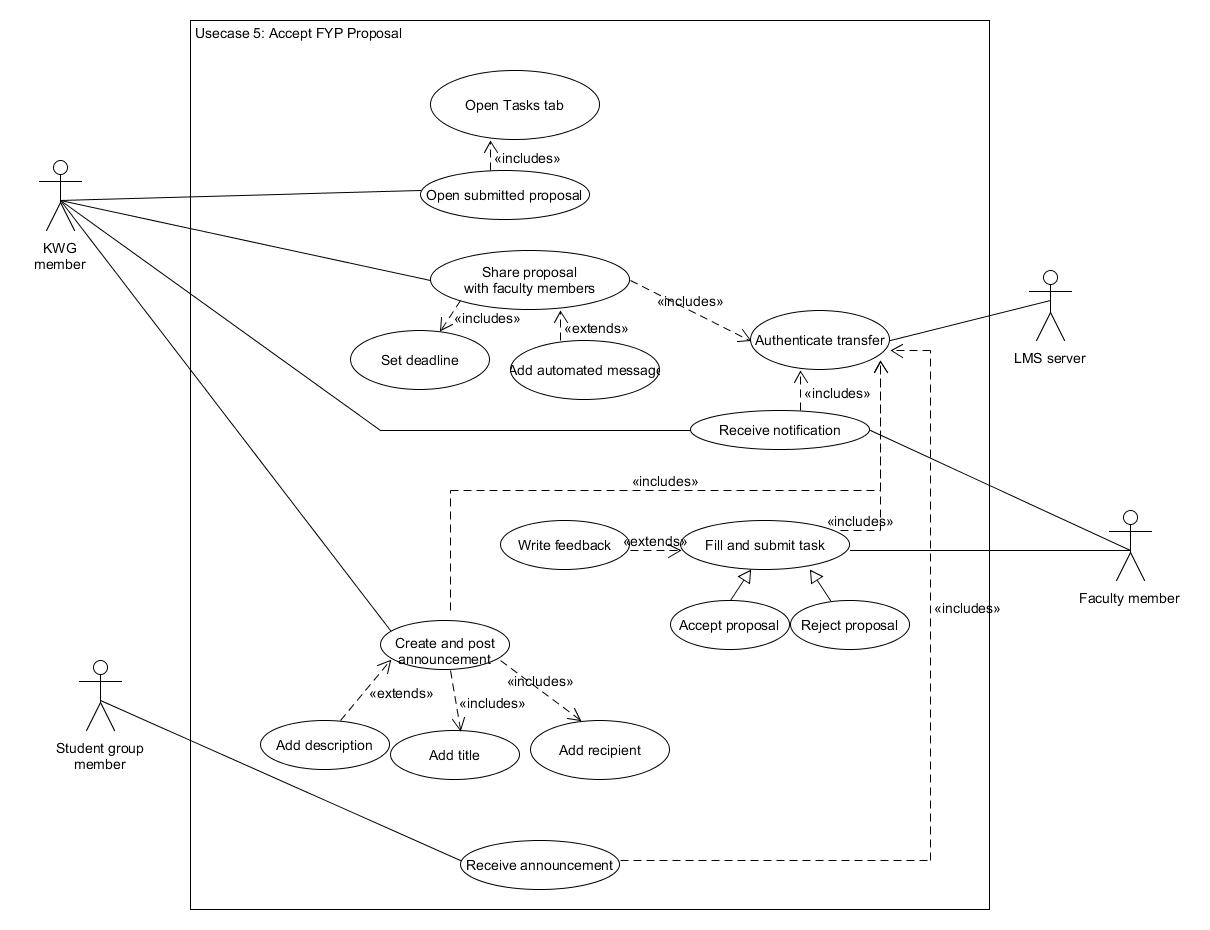 Usecase 5: Accept FYP Proposal
Open Tasks tab
«includes»
Open submitted proposal
KWG
member
Share proposal
with faculty members
«includes»
«includes»
«extends»
Set deadline
Add automated message
Authenticate transfer
LMS server
«includes»
Receive notification
«includes»
«includes»
Write feedback
«extends»
Fill and submit task
Faculty member
«includes»
Accept proposal
Reject proposal
Create and post
announcement
«extends»
«includes»
«includes»
Student group
member
Add description
Add title
Add recipient
Receive announcement